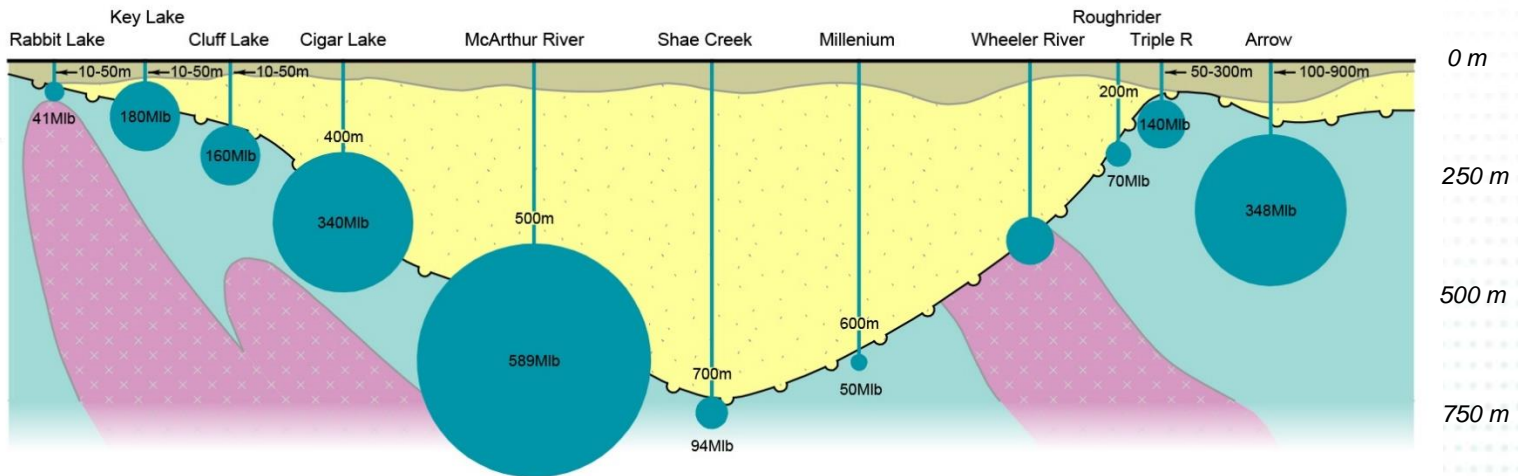 Key Lake
Roughrider
Rabbit Lake
Cluff Lake
Cigar Lake
McArthur River
Shae Creek
Millenium
Wheeler River
Triple R
Arrow
0 m
10-50m
10-50m
10-50m
50-300m
100-900m
200m
41Mlb
180Mlb
140Mlb
400m
160Mlb
70Mlb
250 m
340Mlb
500m
348Mlb
500 m
600m
589Mlb
700m
50Mlb
750 m
94Mlb